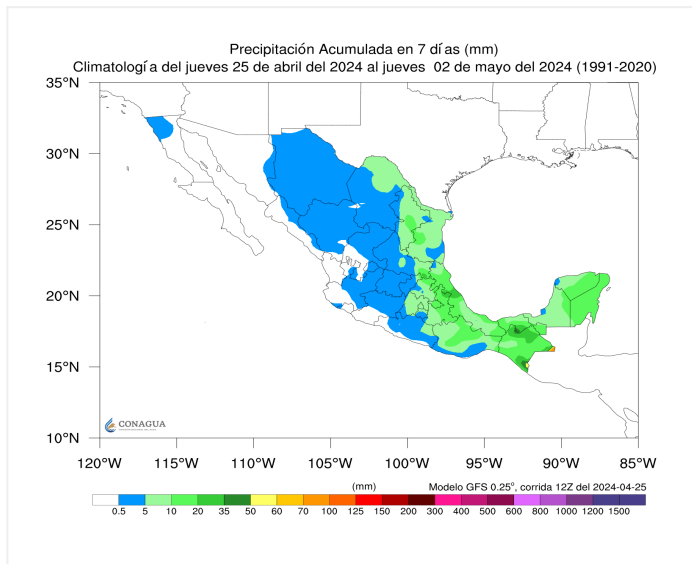 Precipitación Acumulada en 7 dí as (mm)
Climatologí a del jueves 25 de abril del 2024 al jueves  02 de mayo del 2024 (1991-2020)
35°N
30°N
25°N
20°N
15°N
10°N
CONAGUA
120°W 115°W 110°W 105°W 100°W 95°W 90°W 85°W
(mm) Modelo GFS 0.25°, corrida 12Z del 2024-04-25
0.5 5 10 20 35 50 60 70 100 125 150 200 300 400 500 600 800 1000 1200 1500